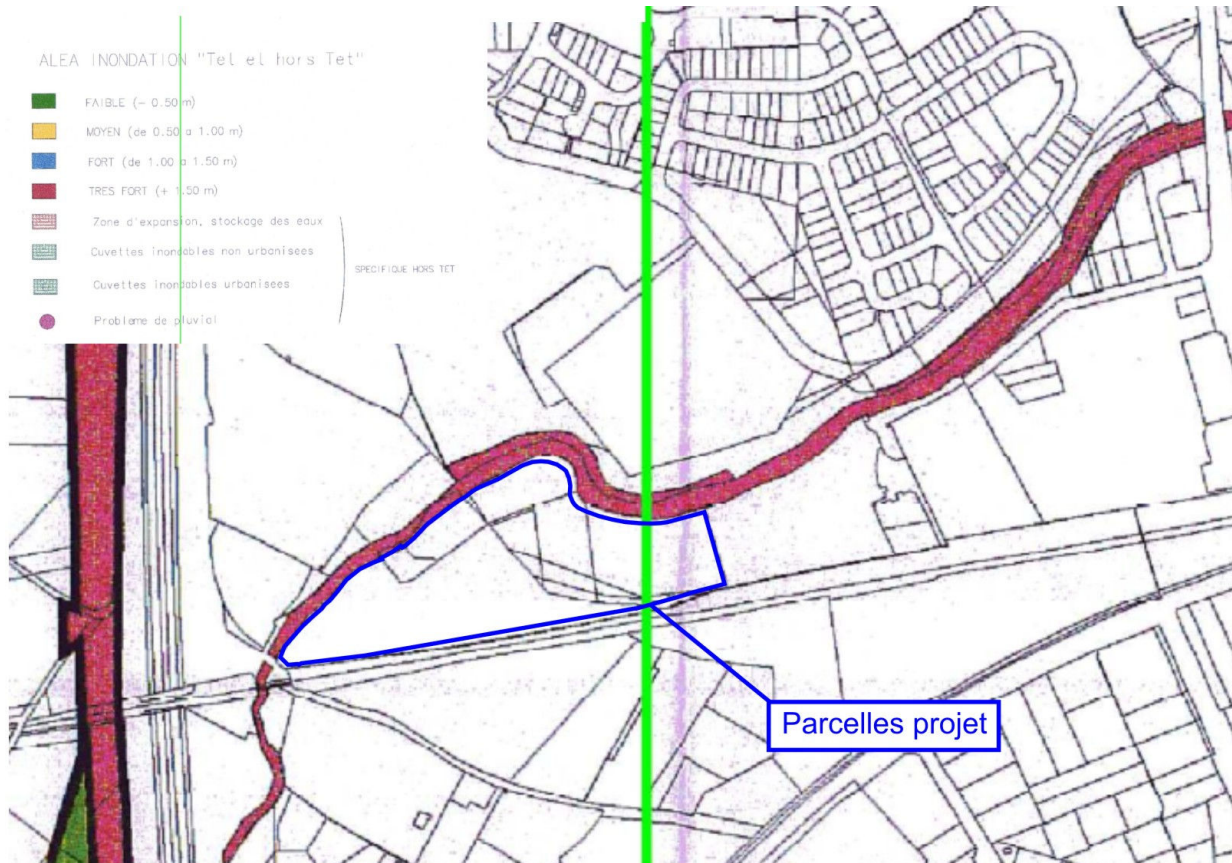 ALEA INONDATION "Tet et hors Tet"
FAIBLE (- 0.50 m)
MOYEN (de 0.50 a 1.00 m)
FORT (de 1.00 a 1.50 m)
TRES FORT (+ 1.50 m)
Zone d'expansion, stockage des eaux
Cuvettes inondables non urbanisees
Cuvettes inondables urbanisees
SPECIFIQUE HORS TET
Probleme de pluvial
Parcelles projet